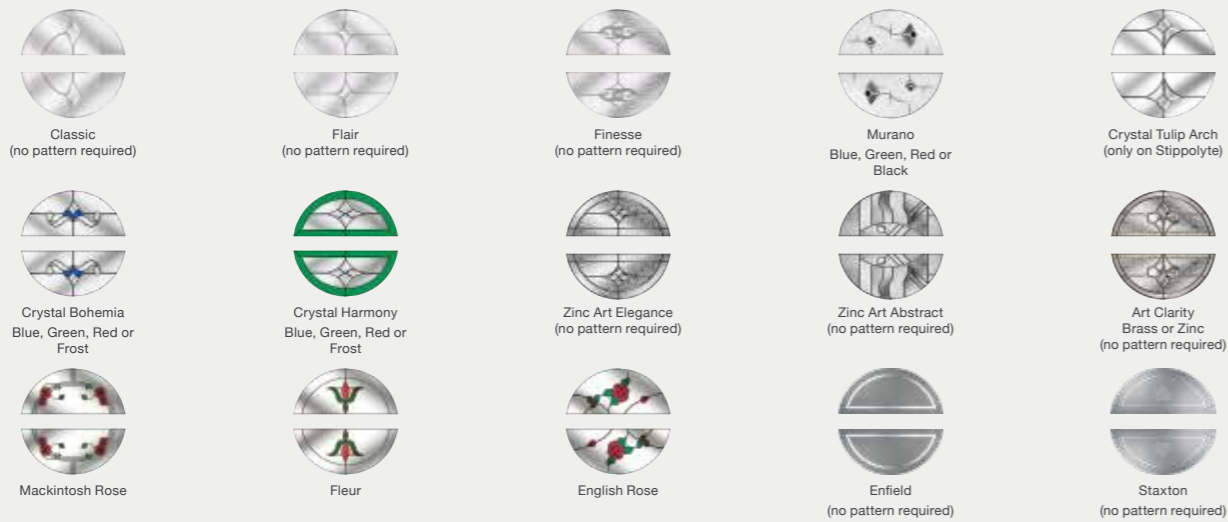 Classic
(no pattern required)
Flair
(no pattern required)
Finesse
(no pattern required)
Murano
Blue, Green, Red or
Black
Crystal Tulip Arch
(only on Stippolyte)
Crystal Bohemia
Blue, Green, Red or
Frost
Crystal Harmony
Blue, Green, Red or
Frost
Zinc Art Elegance
(no pattern required)
Zinc Art Abstract
(no pattern required)
Art Clarity
Brass or Zinc
(no pattern required)
Mackintosh Rose
Fleur
English Rose
Enfield
(no pattern required)
Staxton
(no pattern required)